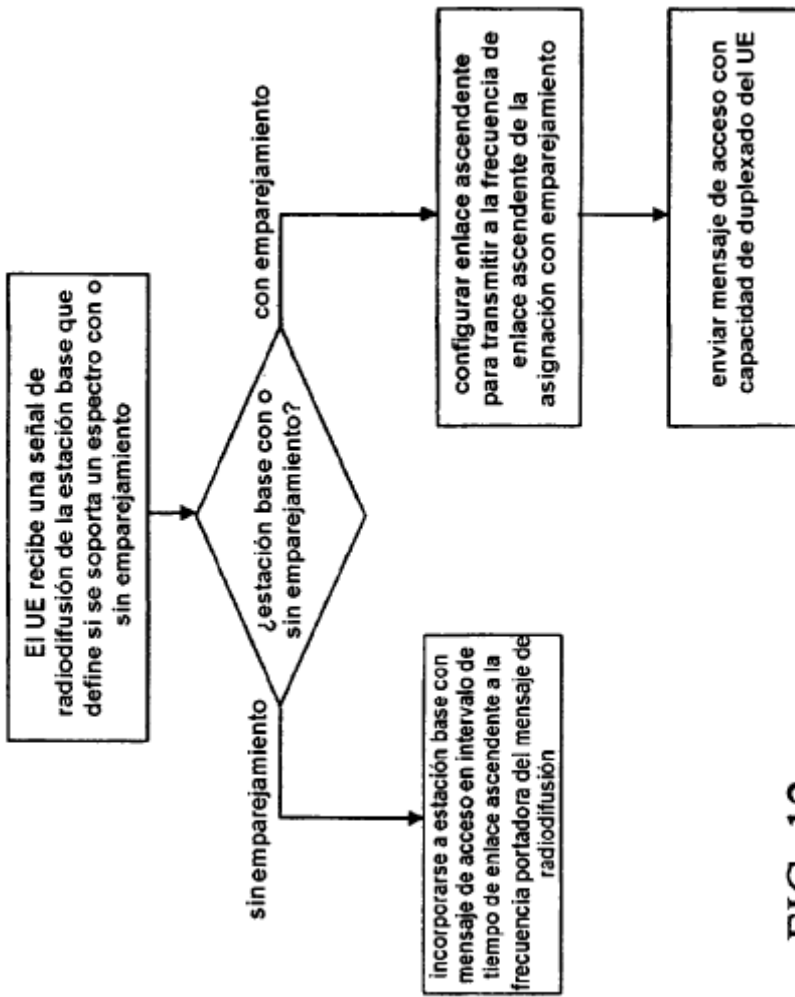 El UE recibe una señal de
radiodifusión de la estación base que
define si se soporta un espectro con o
sin emparejamiento
¿estación base con o
sin emparejamiento?
sin emparejamiento
con emparejamiento
incorporarse a estación base con
mensaje de acceso en intervalo de
tiempo de enlace ascendente a la
frecuencia portadora del mensaje de
radiodifusión
configurar enlace ascendente
para transmitir a la frecuencia de
enlace ascendente de la
asignación con emparejamiento
enviar mensaje de acceso con
capacidad de duplexado del UE
FIG.